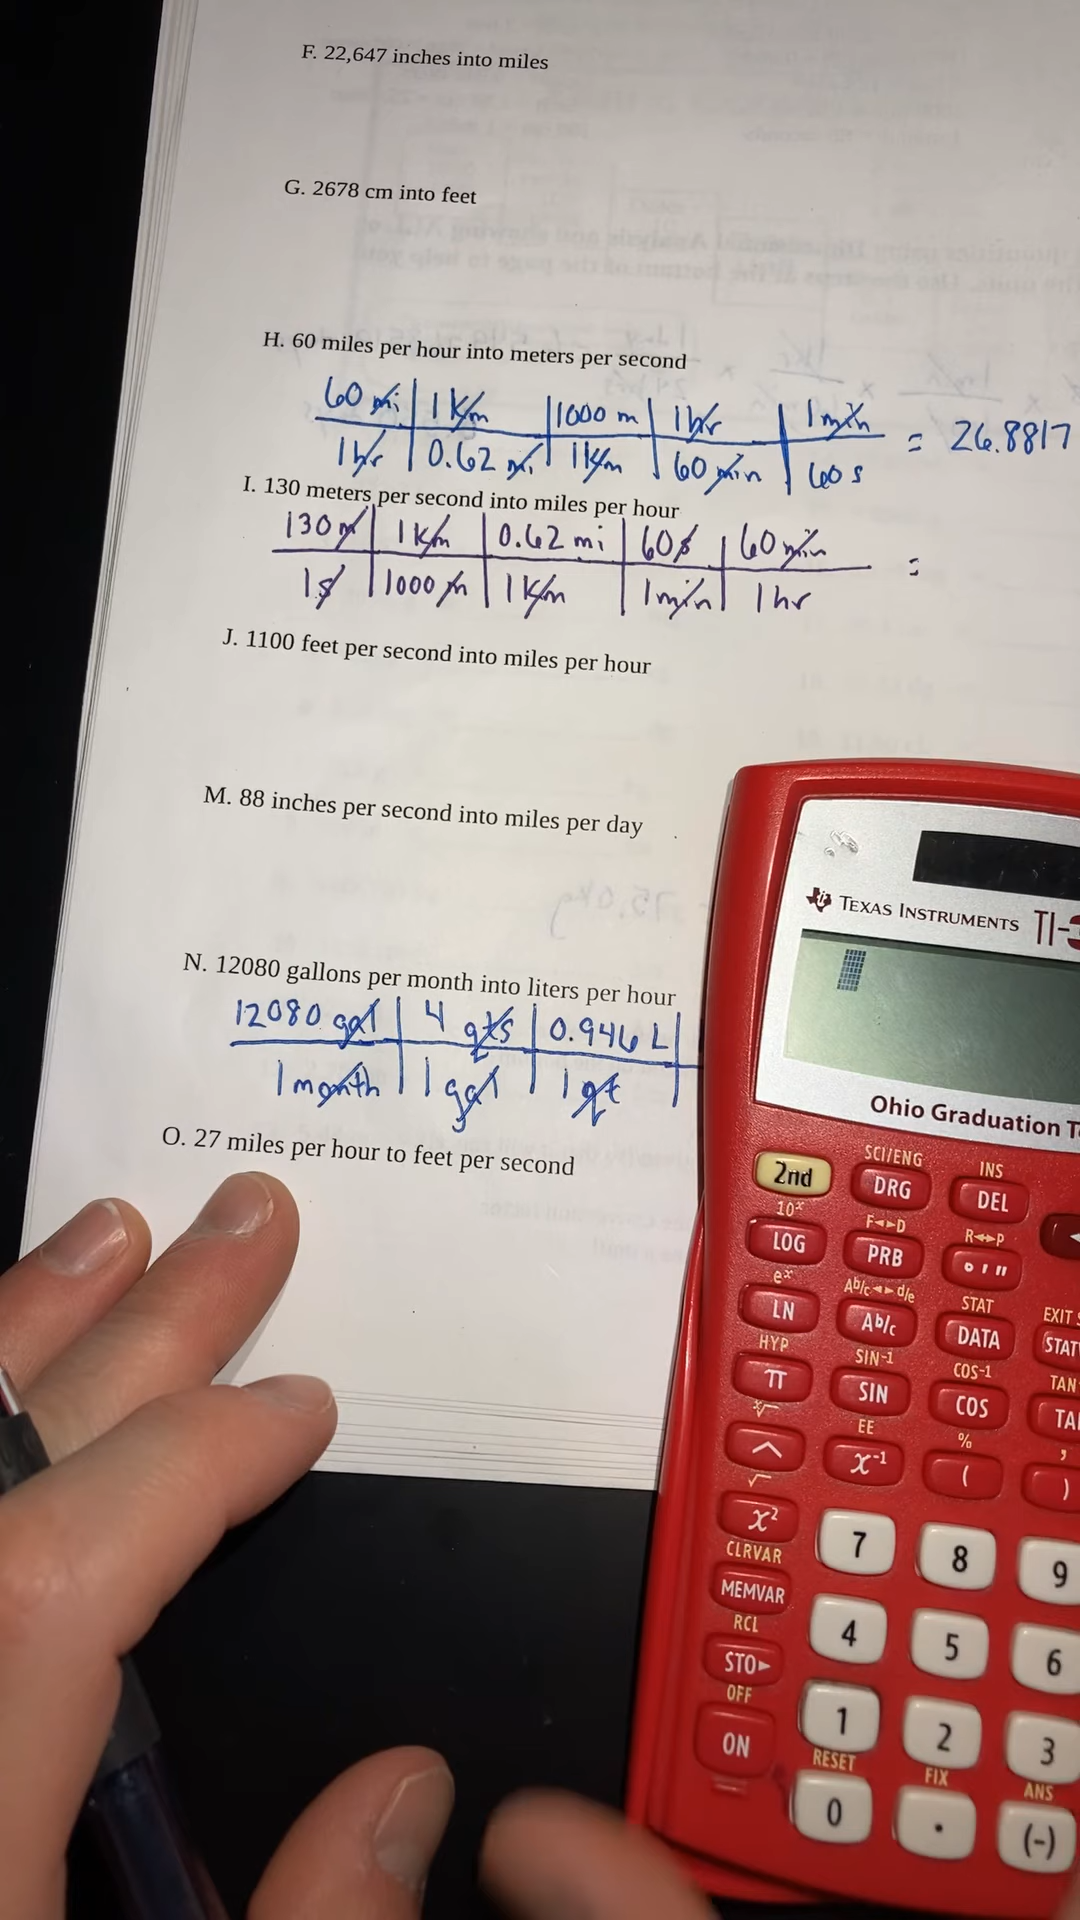 F. 22,647 inches into miles
G. 2678 cm into feet
H. 60 miles per hour into meters per second
60 mi | 1 km | 1000 m | 1 hr | 1 min
1 hr | 0.62 mi | 1 km | 60 min | 60 s = 26.8817
I. 130 meters per second into miles per hour
130 m | 1 km | 0.62 mi | 60 s | 60 min
1 s | 1000 m | 1 km | 1 min | 1 hr =
J. 1100 feet per second into miles per hour
M. 88 inches per second into miles per day
N. 12080 gallons per month into liters per hour
12080 gal | 4 qts | 0.946 L |
1 month | 1 gal | 1 qt |
O. 27 miles per hour to feet per second
TEXAS INSTRUMENTS TI-3
Ohio Graduation T
SCI/ENG INS
2nd DRG DEL
10ˣ F◄►D R◄►P
LOG PRB ° ' "
eˣ Ab/c◄►d/e STAT EXIT
LN Ab/c DATA STAT
HYP SIN-1 COS-1 TAN
π SIN COS TA
ˣ√ EE % ,
^ x-1 ( )
√
x² 7 8 9
CLRVAR
MEMVAR 4 5 6
RCL
STO► 1 2 3
OFF RESET FIX ANS
ON 0 . (-)